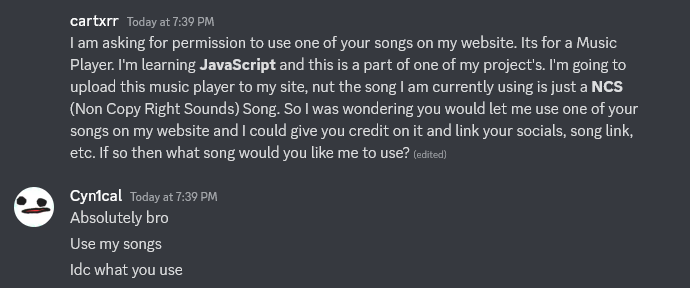 cartxrr Today at 7:39 PM
I am asking for permission to use one of your songs on my website. Its for a Music
Player. I'm learning JavaScript and this is a part of one of my project's. I'm going to
upload this music player to my site, nut the song I am currently using is just a NCS
(Non Copy Right Sounds) Song. So I was wondering you would let me use one of your
songs on my website and I could give you credit on it and link your socials, song link,
etc. If so then what song would you like me to use? (edited)
Cyn1cal Today at 7:39 PM
Absolutely bro
Use my songs
Idc what you use